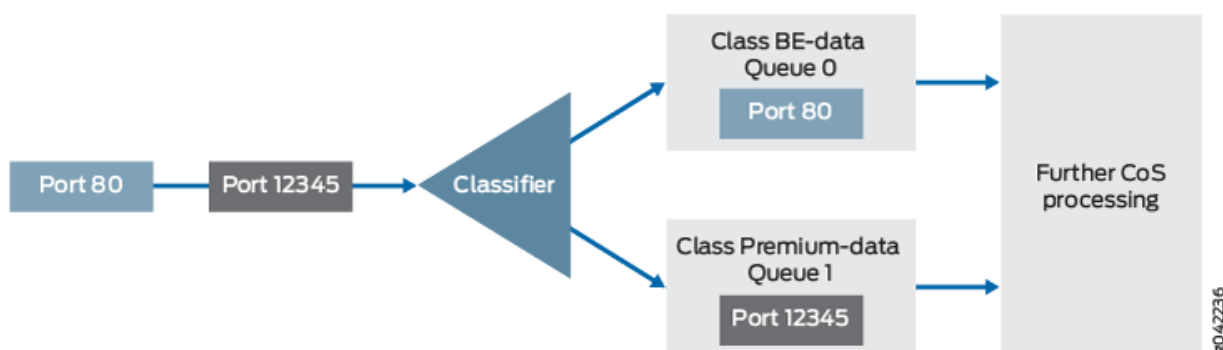 Port 80
Port 12345
Classifier
Class BE-data
Queue 0
Port 80
Class Premium-data
Queue 1
Port 12345
Further CoS
processing
g042236